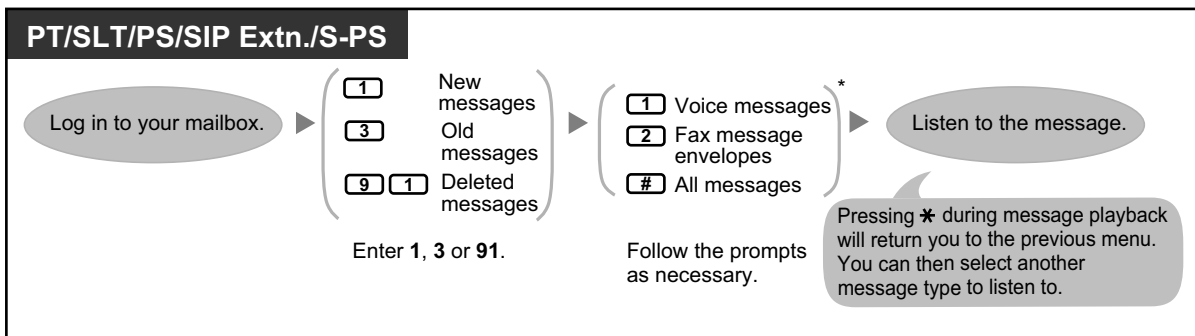 PT/SLT/PS/SIP Extn./S-PS
Log in to your mailbox.
1 New
messages
3 Old
messages
9 1 Deleted
messages
Enter 1, 3 or 91.
*
1 Voice messages
2 Fax message
envelopes
# All messages
Follow the prompts
as necessary.
Listen to the message.
Pressing * during message playback
will return you to the previous menu.
You can then select another
message type to listen to.